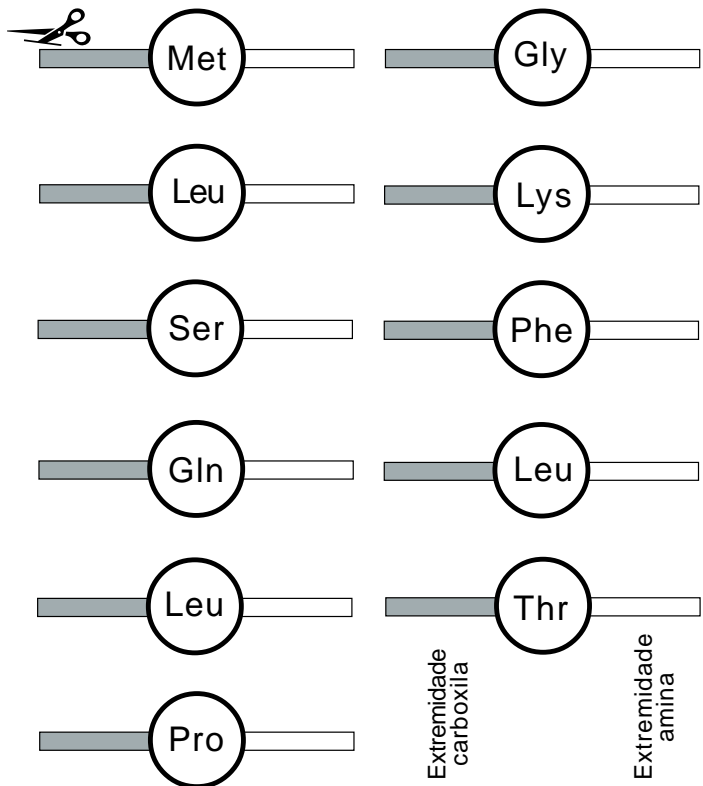 Met
Gly
Leu
Lys
Ser
Phe
Gln
Leu
Leu
Thr
Extremidade
carboxila
Extremidade
amina
Pro